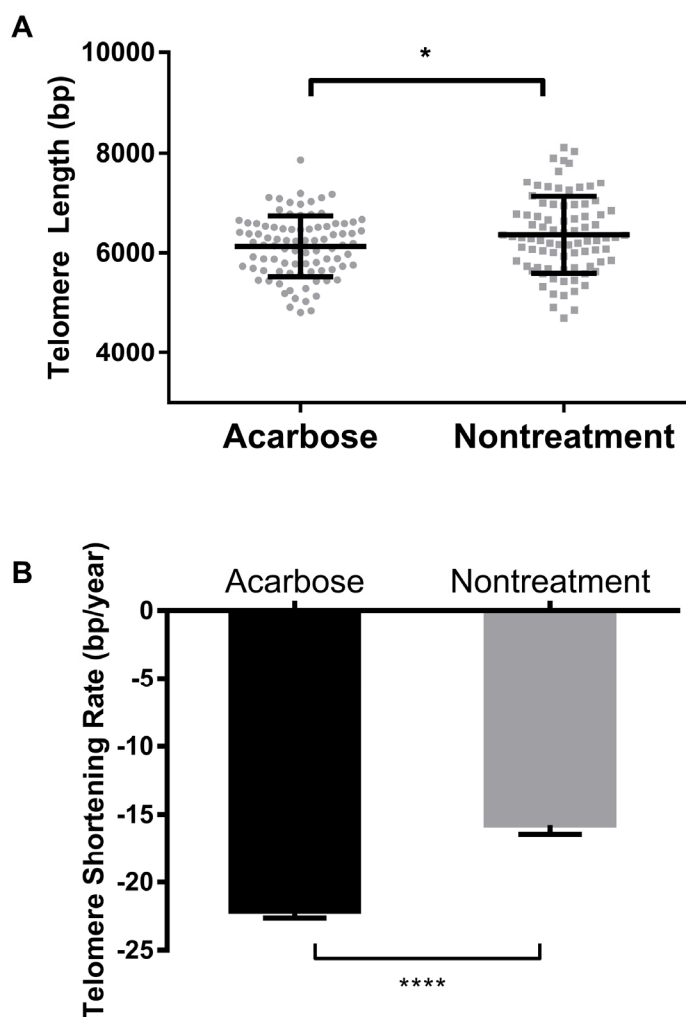 A
*
Telomere Length (bp)
10000
8000
6000
4000
Acarbose
Nontreatment
B
Acarbose
Nontreatment
Telomere Shortening Rate (bp/year)
0
-5
-10
-15
-20
-25
****